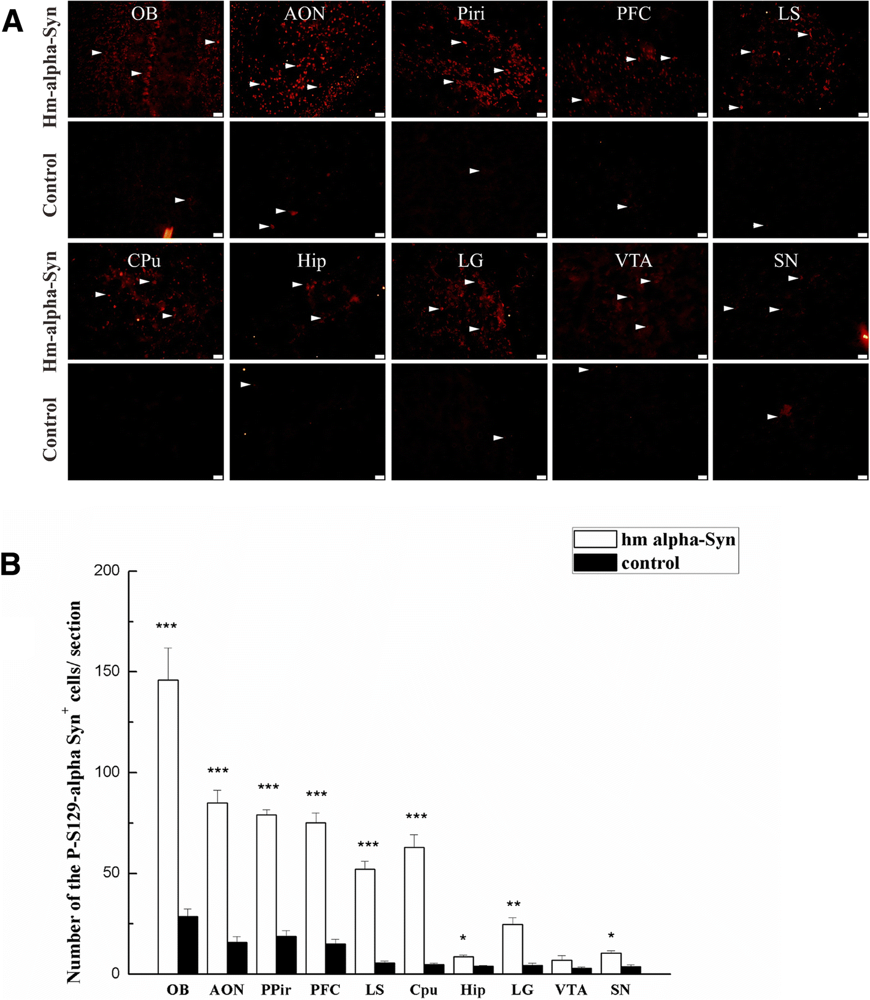 A
Hm-alpha-Syn
OB
AON
Piri
PFC
LS
Control
Hm-alpha-Syn
CPu
Hip
LG
VTA
SN
Control
B
hm alpha-Syn
control
Number of the P-S129-alpha Syn+ cells/ section
200
150
100
50
0
***
***
***
***
***
***
*
**
*
OB AON PPir PFC LS Cpu Hip LG VTA SN